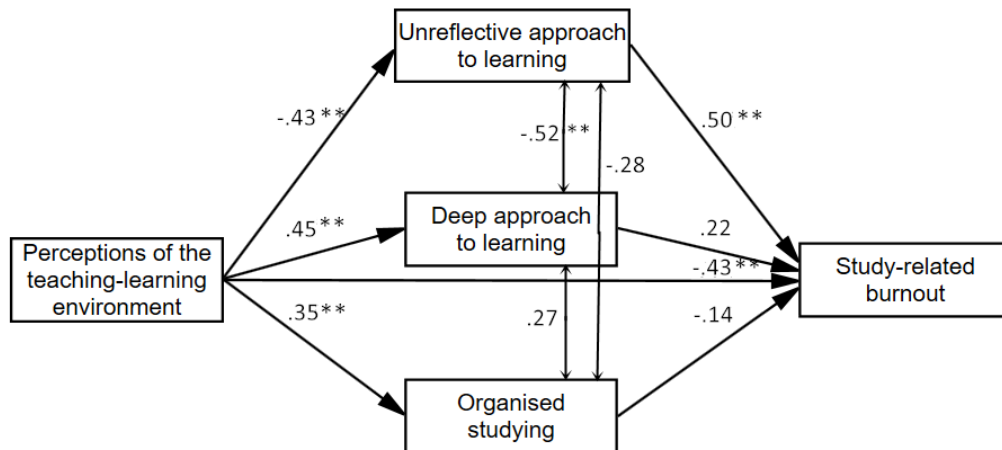 Unreflective approach
to learning
-.43**
.50**
-.52**
-.28
Deep approach
to learning
.45**
.22
Perceptions of the
teaching-learning
environment
-.43**
Study-related
burnout
.35**
.27
-.14
Organised
studying